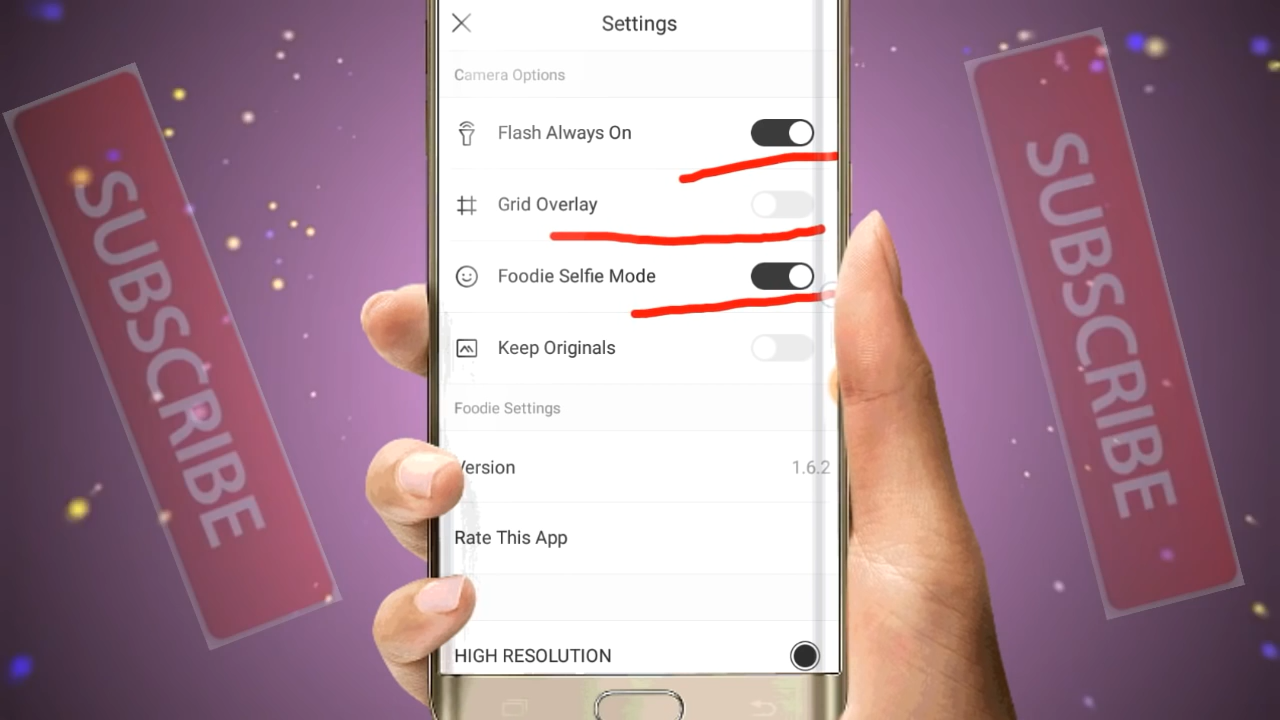 Settings
Camera Options
Flash Always On
Grid Overlay
Foodie Selfie Mode
Keep Originals
Foodie Settings
Version 1.6.2
Rate This App
HIGH RESOLUTION
SUBSCRIBE
SUBSCRIBE